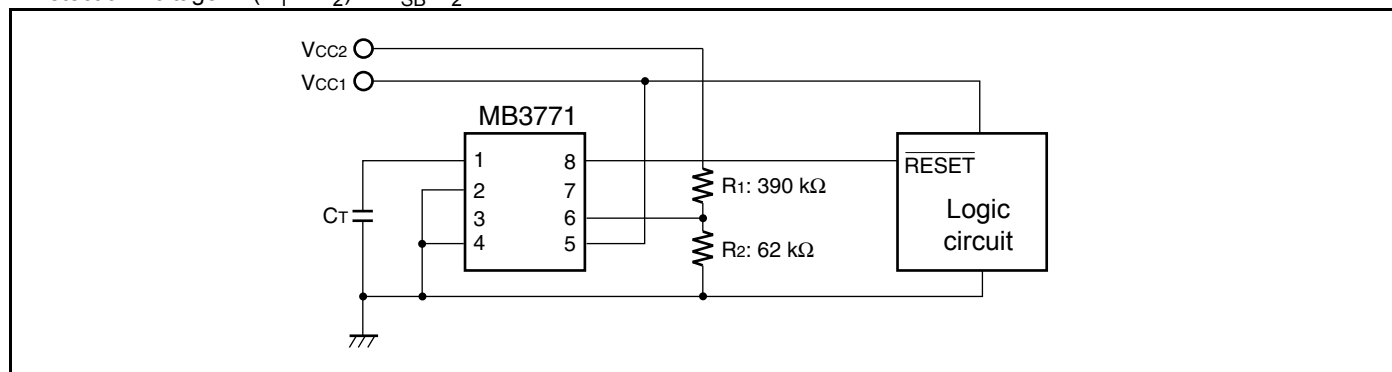 VCC2
VCC1
MB3771
1 8
2 7
3 6
4 5
CT
R1: 390 kΩ
R2: 62 kΩ
RESET
Logic
circuit